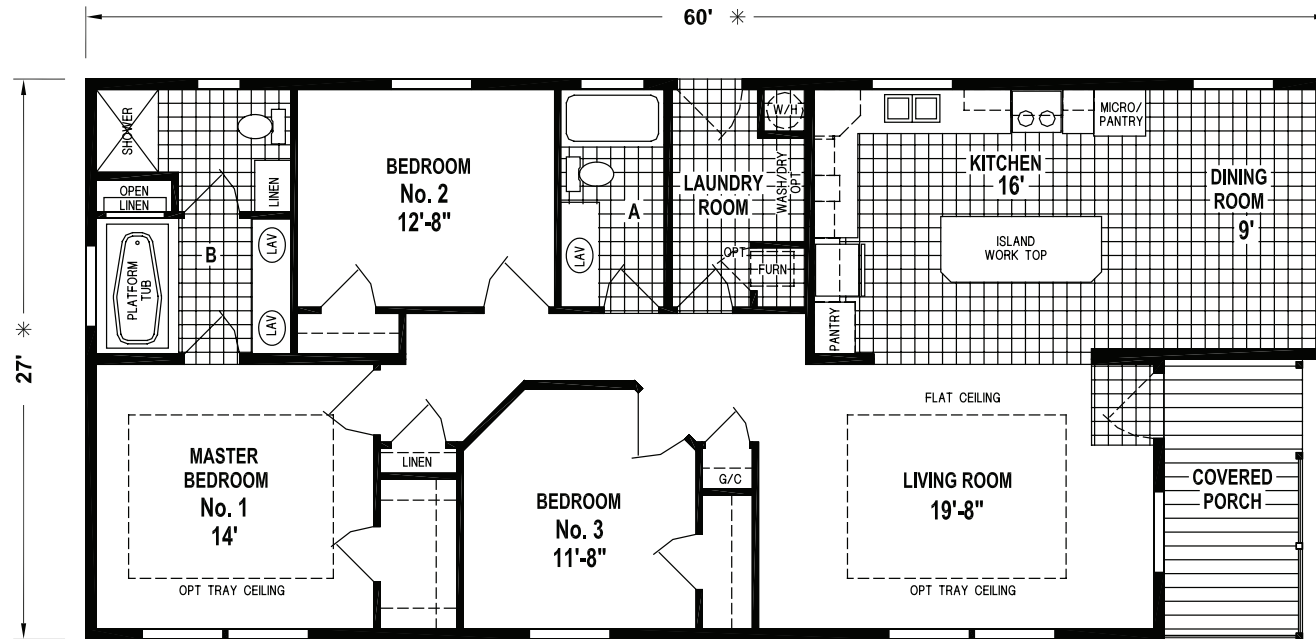 60' *
27' *
SHOWER
OPEN
LINEN
LINEN
PLATFORM
TUB
B
LAV
LAV
BEDROOM
No. 2
12'-8"
A
LAV
LAUNDRY
ROOM
W/H
WASH/DRY
OPT
OPT
FURN
KITCHEN
16'
MICRO/
PANTRY
ISLAND
WORK TOP
PANTRY
DINING
ROOM
9'
MASTER
BEDROOM
No. 1
14'
OPT TRAY CEILING
LINEN
BEDROOM
No. 3
11'-8"
G/C
FLAT CEILING
LIVING ROOM
19'-8"
OPT TRAY CEILING
COVERED
PORCH